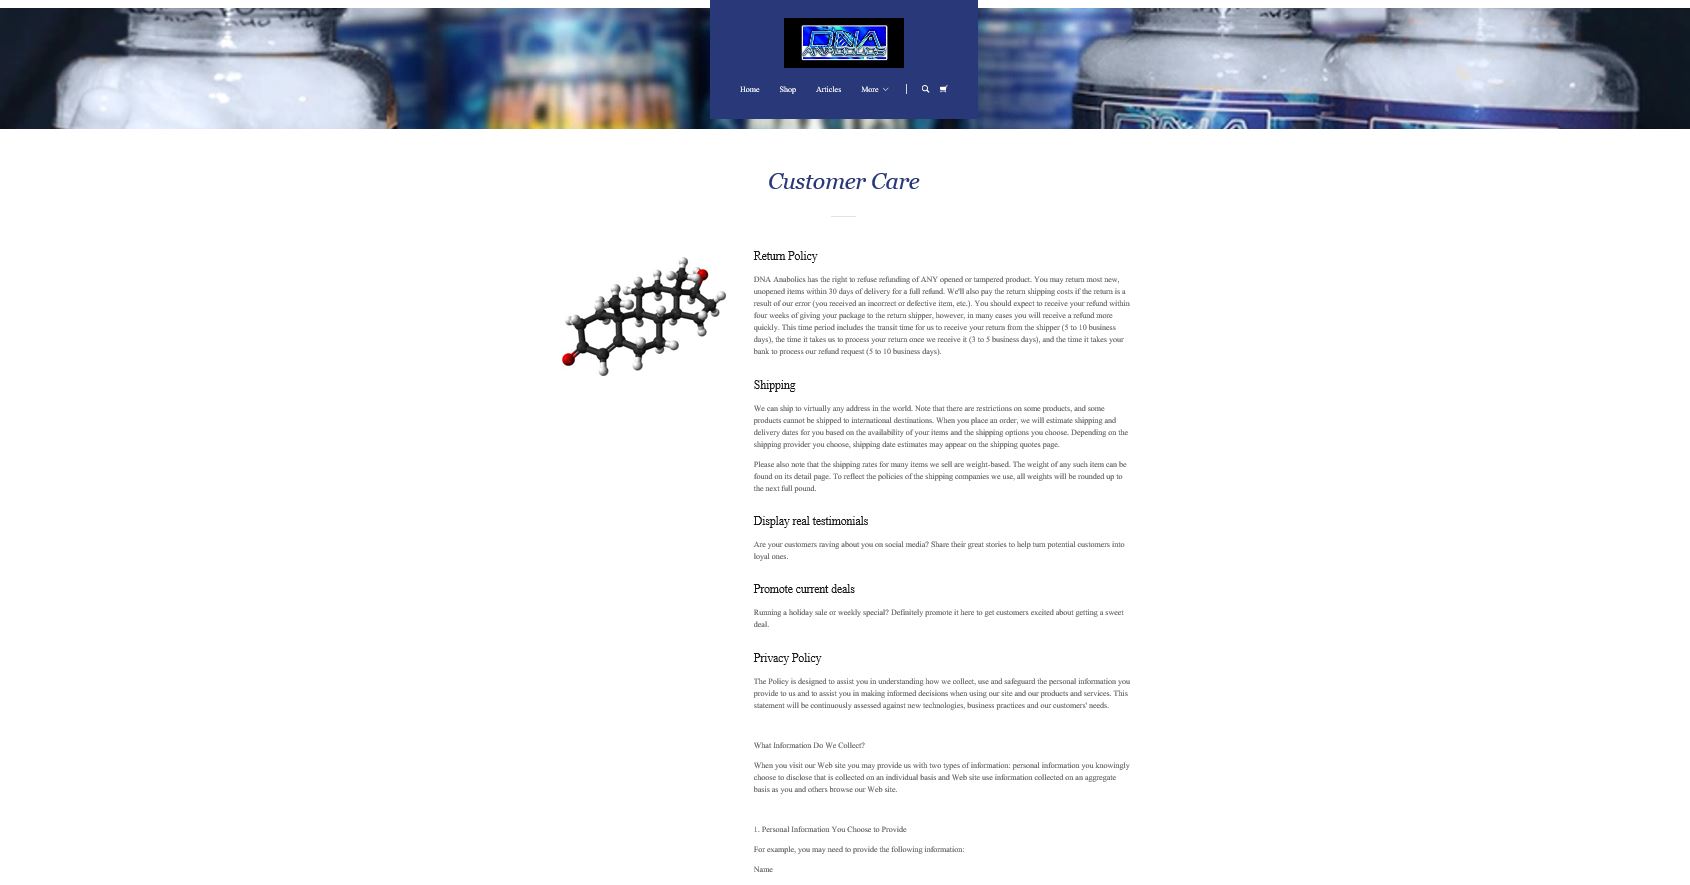 DNA
ANABOLICS
Home Shop Articles More
DNA
Customer Care
Return Policy
DNA Anabolics has the right to refuse refunding of ANY opened or tampered product. You may return most new,
unopened items within 30 days of delivery for a full refund. We'll also pay the return shipping costs if the return is a
result of our error (you received an incorrect or defective item, etc.). You should expect to receive your refund within
four weeks of giving your package to the return shipper, however, in many cases you will receive a refund more
quickly. This time period includes the transit time for us to receive your return from the shipper (5 to 10 business
days), the time it takes us to process your return once we receive it (3 to 5 business days), and the time it takes your
bank to process our refund request (5 to 10 business days).
Shipping
We can ship to virtually any address in the world. Note that there are restrictions on some products, and some
products cannot be shipped to international destinations. When you place an order, we will estimate shipping and
delivery dates for you based on the availability of your items and the shipping options you choose. Depending on the
shipping provider you choose, shipping date estimates may appear on the shipping quotes page.
Please also note that the shipping rates for many items we sell are weight-based. The weight of any such item can be
found on its detail page. To reflect the policies of the shipping companies we use, all weights will be rounded up to
the next full pound.
Display real testimonials
Are your customers raving about you on social media? Share their great stories to help turn potential customers into
loyal ones.
Promote current deals
Running a holiday sale or weekly special? Definitely promote it here to get customers excited about getting a sweet
deal.
Privacy Policy
The Policy is designed to assist you in understanding how we collect, use and safeguard the personal information you
provide to us and to assist you in making informed decisions when using our site and our products and services. This
statement will be continuously assessed against new technologies, business practices and our customers' needs.
What Information Do We Collect?
When you visit our Web site you may provide us with two types of information: personal information you knowingly
choose to disclose that is collected on an individual basis and Web site use information collected on an aggregate
basis as you and others browse our Web site.
1. Personal Information You Choose to Provide
For example, you may need to provide the following information:
Name